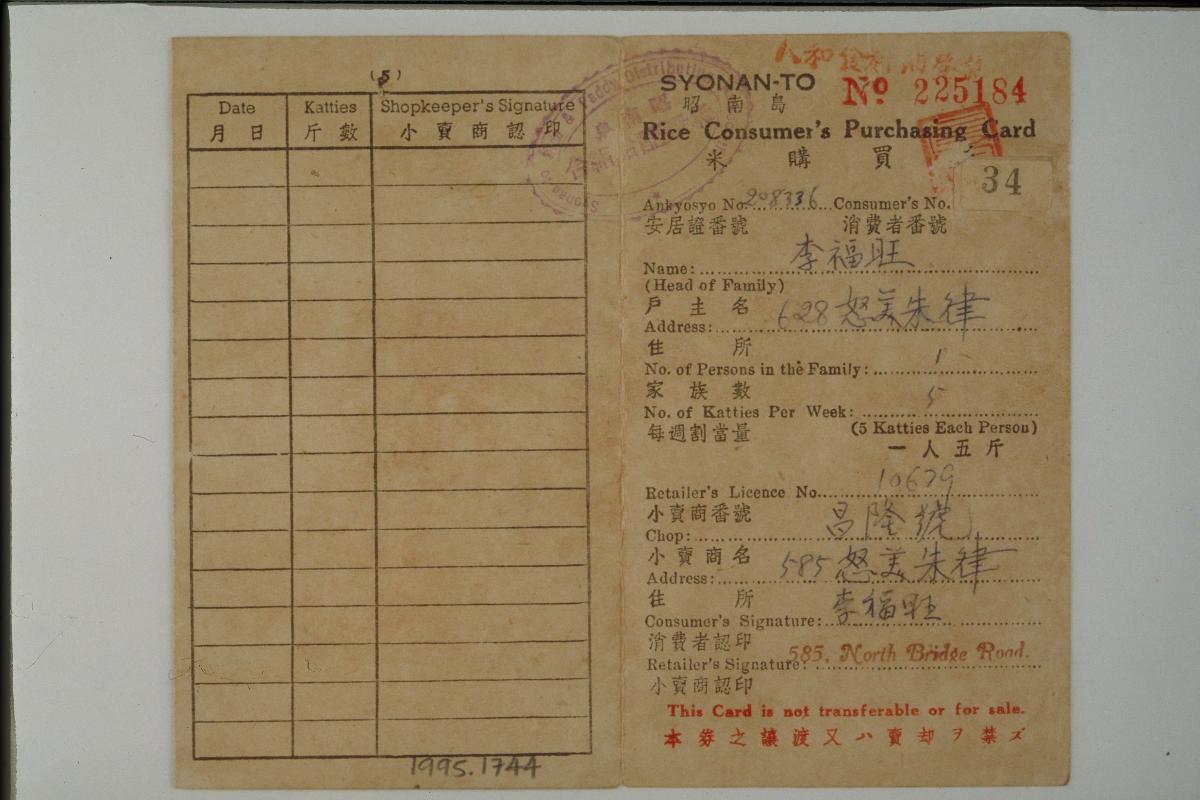 (5)
Date Katties Shopkeeper's Signature
月 日 斤 數 小 賣 商 認 印
1995.1744
SYONAN-TO
昭 南 島
Nº 225184
Rice Consumer's Purchasing Card
米 購 買
34
Ankyosyo No. 208336 Consumer's No.
安居證番號 消費者番號
Name: 李福旺
(Head of Family)
戶 主 名
Address: 628 怒美朱律
住 所
No. of Persons in the Family: 1
家 族 數
No. of Katties Per Week: 5
每週割當量 (5 Katties Each Person)
一 人 五 斤
Retailer's Licence No. 10679
小賣商番號
Chop: 昌隆號
小賣商名
Address: 585 怒美朱律
住 所
Consumer's Signature: 李福旺
消費者認印
Retailer's Signature: 585, North Bridge Road.
小賣商認印
This Card is not transferable or for sale.
本 券 之 讓 渡 又 ハ 賣 却 ヲ 禁 ズ